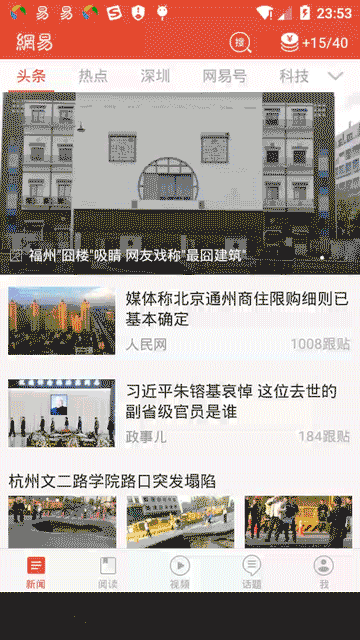 23:53
網易
搜
+15/40
头条 热点 深圳 网易号 科技
福州"囧楼"吸睛 网友戏称"最囧建筑"
媒体称北京通州商住限购细则已
基本确定
人民网 1008跟贴
习近平朱镕基哀悼 这位去世的
副省级官员是谁
政事儿 184跟贴
杭州文二路学院路口突发塌陷
新闻 阅读 视频 话题 我